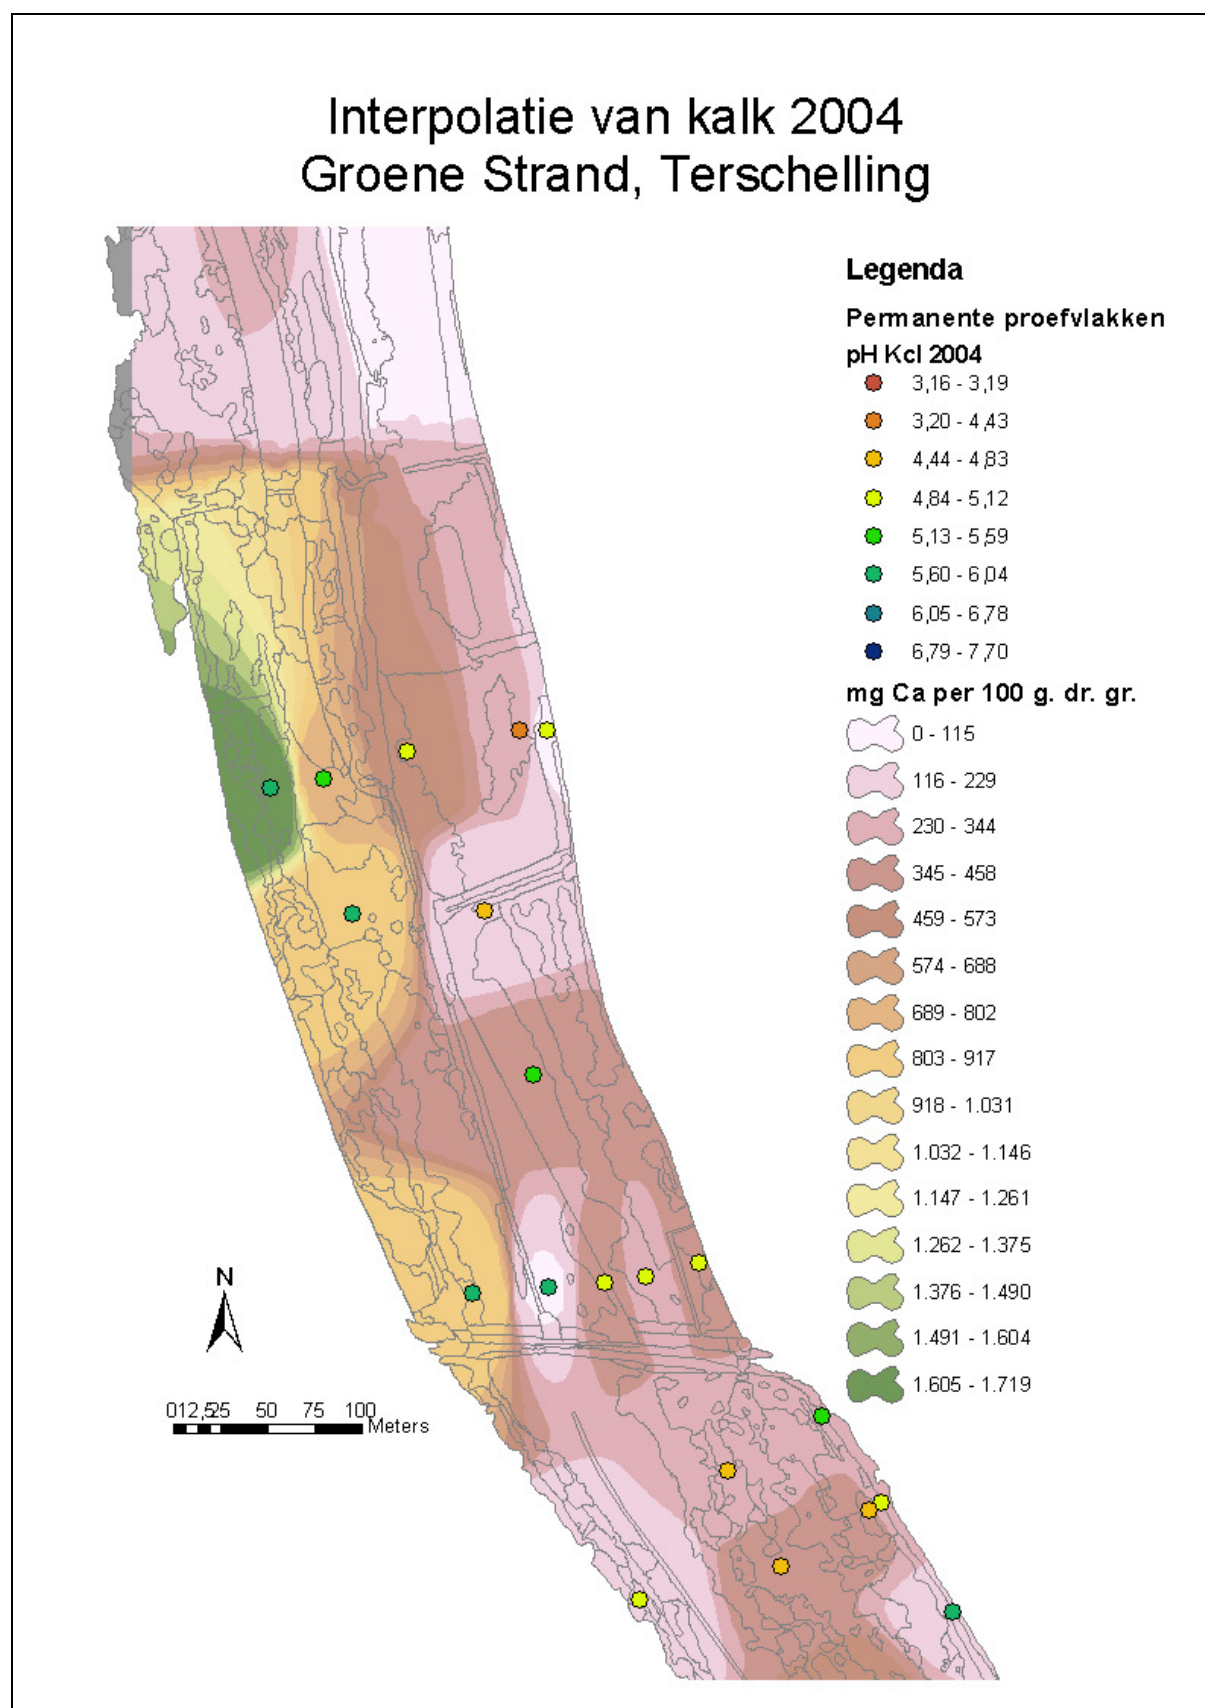 Interpolatie van kalk 2004
Groene Strand, Terschelling
Legenda
Permanente proefvlakken
pH Kcl 2004
3,16 - 3,19
3,20 - 4,43
4,44 - 4,83
4,84 - 5,12
5,13 - 5,59
5,60 - 6,04
6,05 - 6,78
6,79 - 7,70
mg Ca per 100 g. dr. gr.
0 - 115
116 - 229
230 - 344
345 - 458
459 - 573
574 - 688
689 - 802
803 - 917
918 - 1.031
1.032 - 1.146
1.147 - 1.261
1.262 - 1.375
1.376 - 1.490
1.491 - 1.604
1.605 - 1.719
N
0 12,5 25 50 75 100
Meters